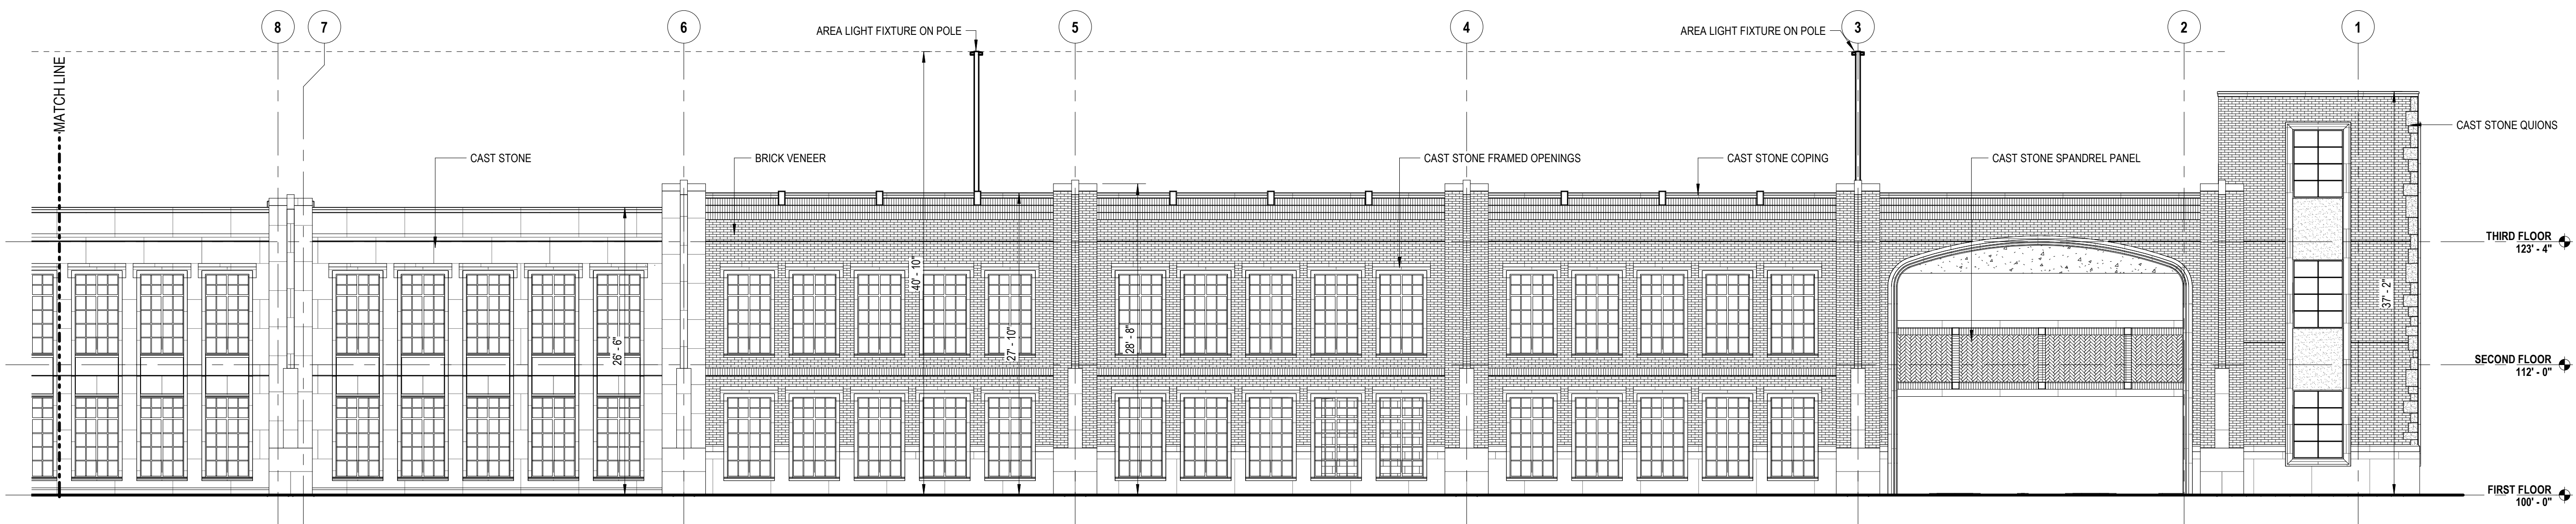 8
7
6
5
4
3
2
1
AREA LIGHT FIXTURE ON POLE
AREA LIGHT FIXTURE ON POLE
MATCH LINE
CAST STONE QUIONS
CAST STONE
BRICK VENEER
CAST STONE FRAMED OPENINGS
CAST STONE COPING
CAST STONE SPANDREL PANEL
THIRD FLOOR
123' - 4"
40' - 10"
37' - 2"
26' - 6"
27' - 10"
28' - 8"
SECOND FLOOR
112' - 0"
FIRST FLOOR
100' - 0"